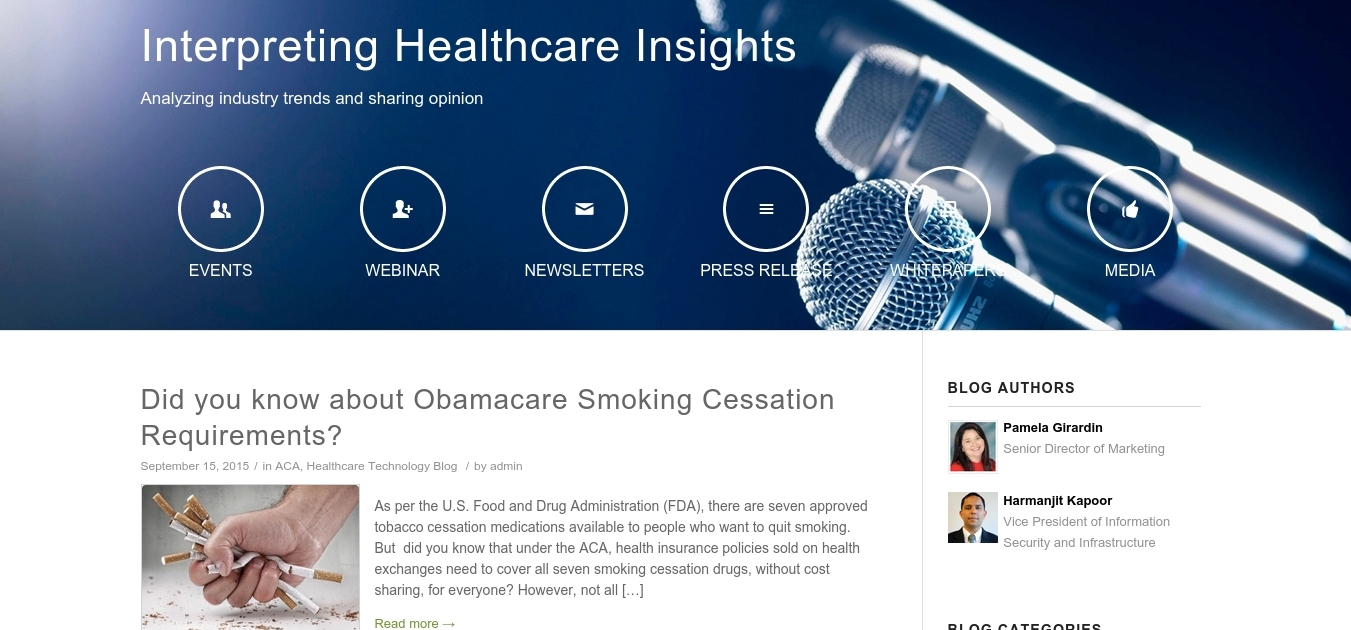 Interpreting Healthcare Insights
Analyzing industry trends and sharing opinion
EVENTS
WEBINAR
NEWSLETTERS
PRESS RELEASE
WHITEPAPERS
MEDIA
Did you know about Obamacare Smoking Cessation
Requirements?
September 15, 2015 / in ACA, Healthcare Technology Blog / by admin
As per the U.S. Food and Drug Administration (FDA), there are seven approved
tobacco cessation medications available to people who want to quit smoking.
But did you know that under the ACA, health insurance policies sold on health
exchanges need to cover all seven smoking cessation drugs, without cost
sharing, for everyone? However, not all […]
Read more →
BLOG AUTHORS
Pamela Girardin
Senior Director of Marketing
Harmanjit Kapoor
Vice President of Information
Security and Infrastructure
BLOG CATEGORIES